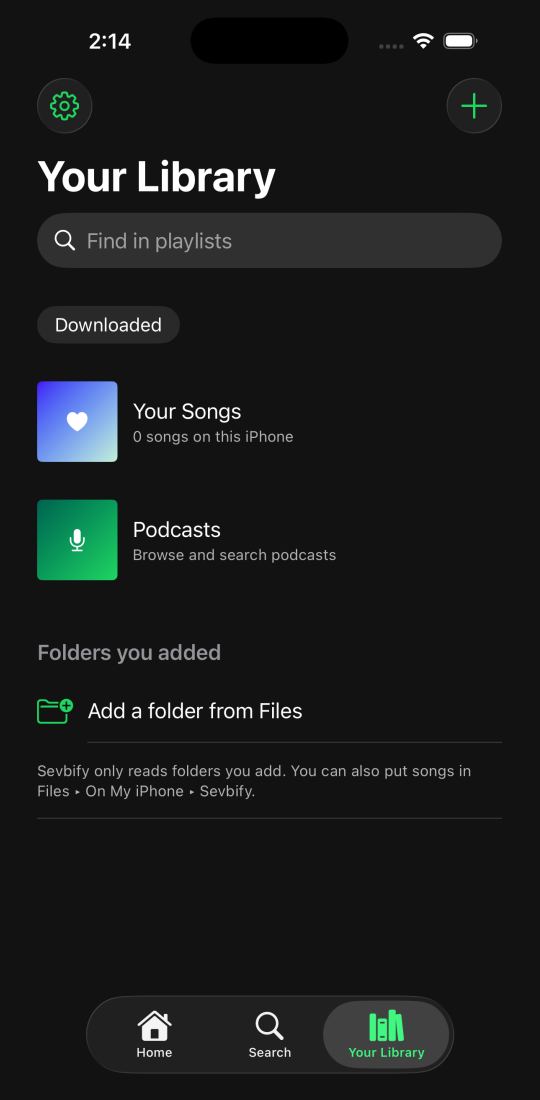 2:14
Your Library
Find in playlists
Downloaded
Your Songs
0 songs on this iPhone
Podcasts
Browse and search podcasts
Folders you added
Add a folder from Files
Sevbify only reads folders you add. You can also put songs in
Files ‣ On My iPhone ‣ Sevbify.
Home
Search
Your Library